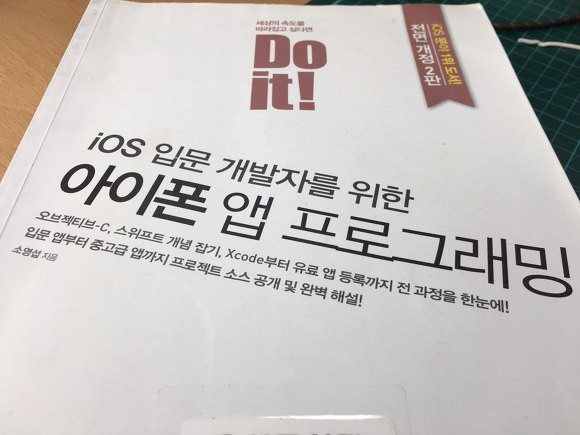 세상의 속도를
따라잡고 싶다면
Do
it!
iOS 분야 1위 도서!
전면 개정 2판
iOS 입문 개발자를 위한
아이폰 앱 프로그래밍
오브젝티브-C, 스위프트 개념 잡기, Xcode부터 유료 앱 등록까지 전 과정을 한눈에!
입문 앱부터 중고급 앱까지 프로젝트 소스 공개 및 완벽 해설!
소영섭 지음